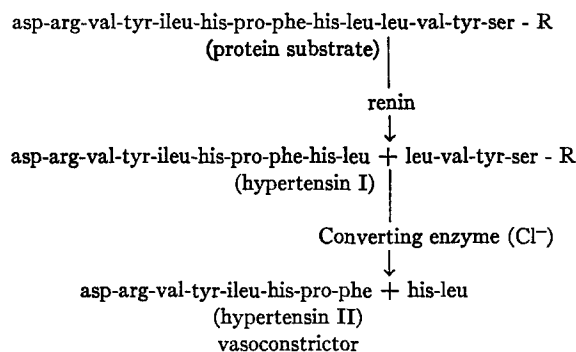 asp-arg-val-tyr-ileu-his-pro-phe-his-leu-leu-val-tyr-ser - R
(protein substrate)
renin
asp-arg-val-tyr-ileu-his-pro-phe-his-leu + leu-val-tyr-ser - R
(hypertensin I)
Converting enzyme (Cl⁻)
asp-arg-val-tyr-ileu-his-pro-phe + his-leu
(hypertensin II)
vasoconstrictor